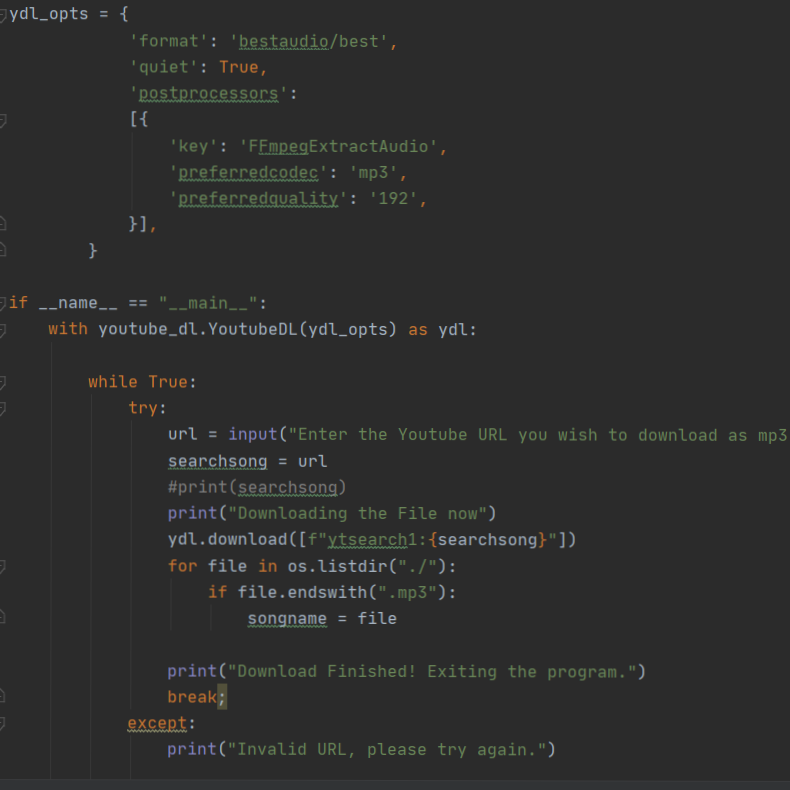 ydl_opts = {
'format': 'bestaudio/best',
'quiet': True,
'postprocessors':
[{
'key': 'FFmpegExtractAudio',
'preferredcodec': 'mp3',
'preferredquality': '192',
}],
}
if __name__ == "__main__":
with youtube_dl.YoutubeDL(ydl_opts) as ydl:
while True:
try:
url = input("Enter the Youtube URL you wish to download as mp3
searchsong = url
#print(searchsong)
print("Downloading the File now")
ydl.download([f"ytsearch1:{searchsong}"])
for file in os.listdir("./"):
if file.endswith(".mp3"):
songname = file
print("Download Finished! Exiting the program.")
break;
except:
print("Invalid URL, please try again.")